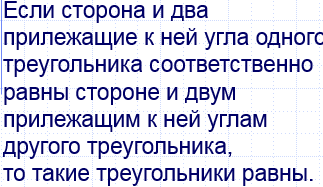 Если сторона и два
прилежащие к ней угла одного
треугольника соответственно
равны стороне и двум
прилежащим к ней углам
другого треугольника,
то такие треугольники равны.